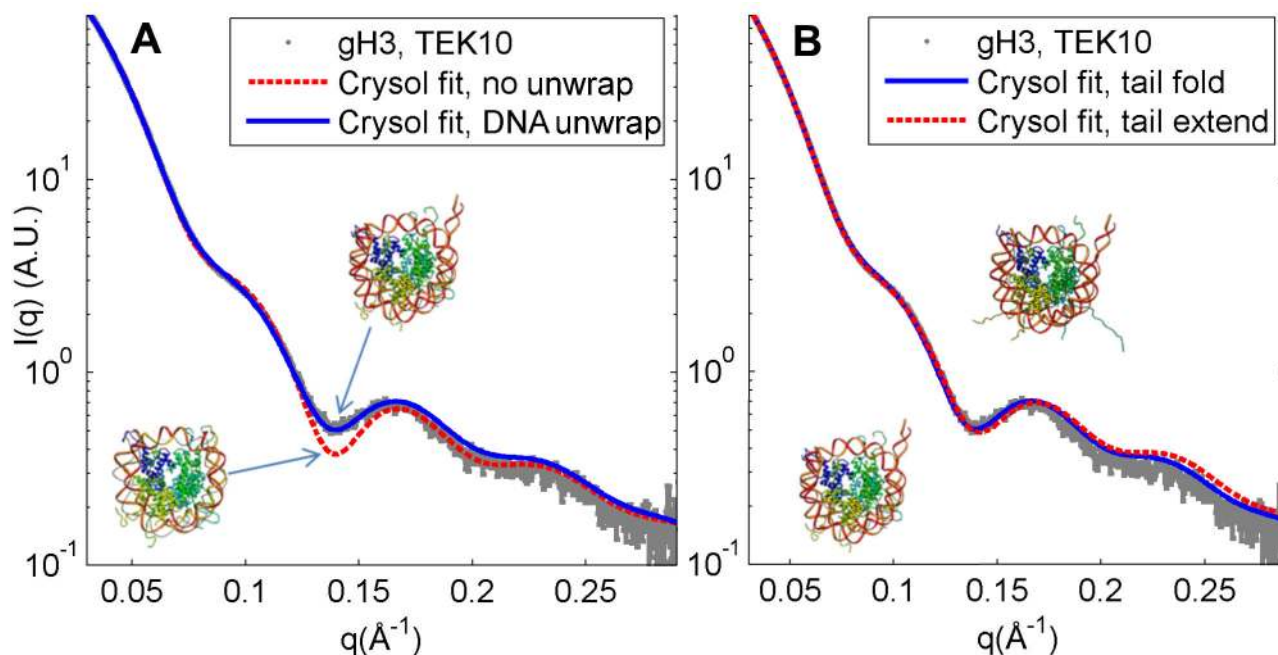 A
gH3, TEK10
Crysol fit, no unwrap
Crysol fit, DNA unwrap
I(q) (A.U.)
10¹
10⁰
10⁻¹
0.05 0.1 0.15 0.2 0.25
q(Å⁻¹)
B
gH3, TEK10
Crysol fit, tail fold
Crysol fit, tail extend
10¹
10⁰
10⁻¹
0.05 0.1 0.15 0.2 0.25
q(Å⁻¹)